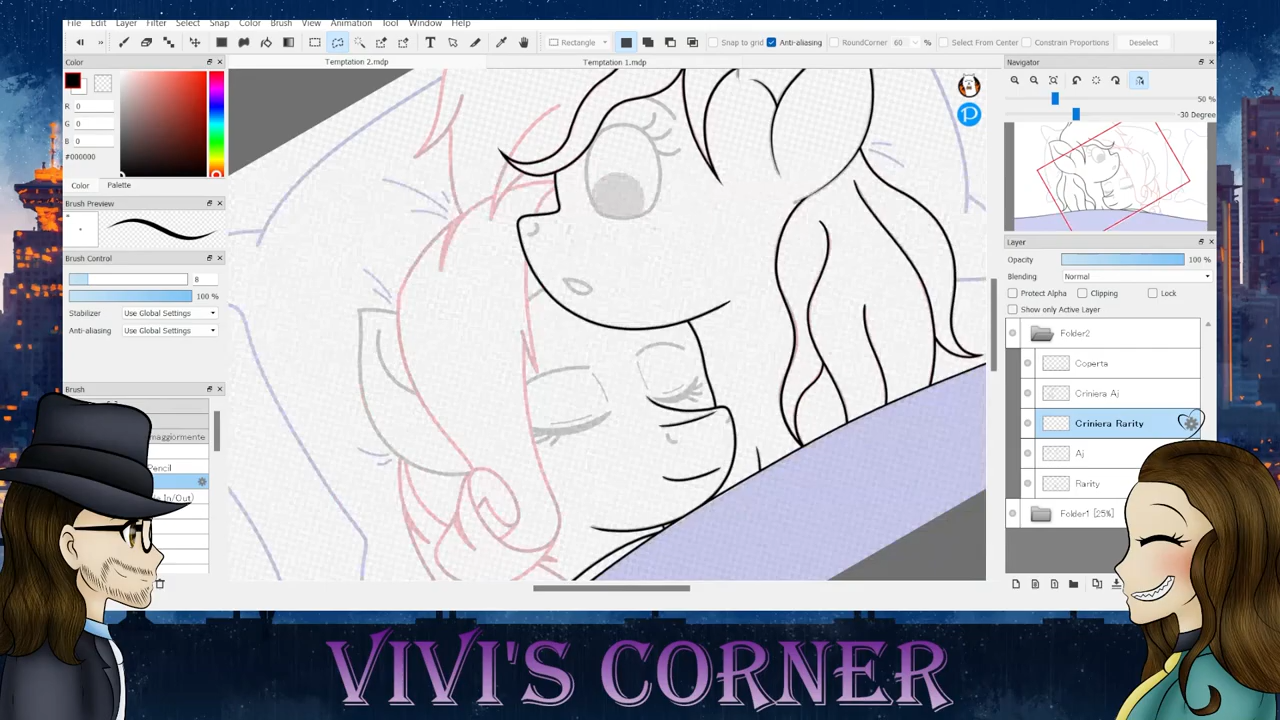 File Edit Layer Filter Select Snap Color Brush View Animation Tool Window Help
Rectangle Snap to grid Anti-aliasing RoundCorner 60 % Select From Center Constrain Proportions Deselect
Color
Temptation 2.mdp Temptation 1.mdp
Navigator
R 0
G 0
B 0
#000000
Color Palette
50 %
-30 Degree
Brush Preview
Brush Control
8
100 %
Stabilizer Use Global Settings
Anti-aliasing Use Global Settings
Brush
maggiormente
Pencil
In/Out)
Layer
Opacity 100 %
Blending Normal
Protect Alpha Clipping Lock
Show only Active Layer
Folder2
Coperta
Criniera Aj
Criniera Rarity
Aj
Rarity
Folder1 [25%]
VIVI'S CORNER